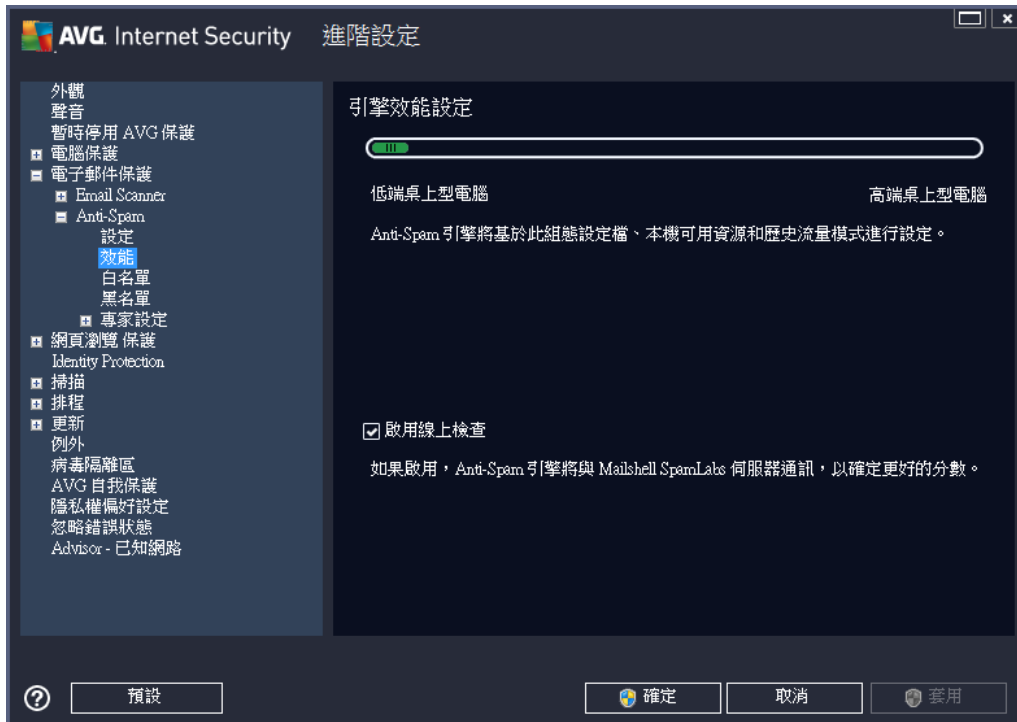 AVG. Internet Security 進階設定
外觀
聲音
暫時停用 AVG 保護
電腦保護
電子郵件保護
Email Scanner
Anti-Spam
設定
效能
白名單
黑名單
專家設定
網頁瀏覽 保護
Identity Protection
掃描
排程
更新
例外
病毒隔離區
AVG 自我保護
隱私權偏好設定
忽略錯誤狀態
Advisor - 已知網路
引擎效能設定
低端桌上型電腦 高端桌上型電腦
Anti-Spam 引擎將基於此組態設定檔、本機可用資源和歷史流量模式進行設定。
啟用線上檢查
如果啟用，Anti-Spam 引擎將與 Mailshell SpamLabs 伺服器通訊，以確定更好的分數。
預設 確定 取消 套用